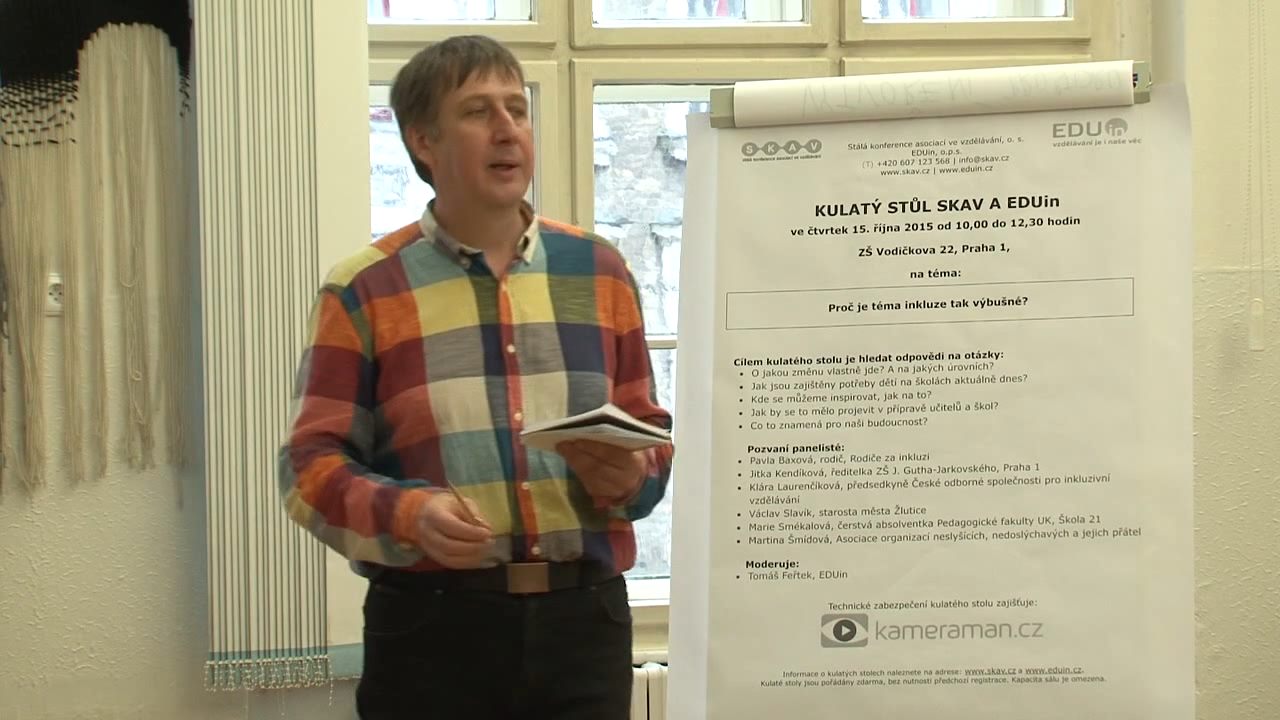 SKAV
Stálá konference asociací ve vzdělávání, o. s.
EDUin, o.p.s.
(T) +420 607 123 568 | info@skav.cz
www.skav.cz | www.eduin.cz
EDUin
vzdělávání je i naše věc
KULATÝ STŮL SKAV A EDUin
ve čtvrtek 15. října 2015 od 10,00 do 12,30 hodin
ZŠ Vodičkova 22, Praha 1,
na téma:
Proč je téma inkluze tak výbušné?
Cílem kulatého stolu je hledat odpovědi na otázky:
• O jakou změnu vlastně jde? A na jakých úrovních?
• Jak jsou zajištěny potřeby dětí na školách aktuálně dnes?
• Kde se můžeme inspirovat, jak na to?
• Jak by se to mělo projevit v přípravě učitelů a škol?
• Co to znamená pro naši budoucnost?
Pozvaní panelisté:
• Pavla Baxová, rodič, Rodiče za inkluzi
• Jitka Kendíková, ředitelka ZŠ J. Gutha-Jarkovského, Praha 1
• Klára Laurenčíková, předsedkyně České odborné společnosti pro inkluzivní
vzdělávání
• Václav Slavík, starosta města Žlutice
• Marie Smékalová, čerstvá absolventka Pedagogické fakulty UK, Škola 21
• Martina Šmídová, Asociace organizací neslyšících, nedoslýchavých a jejich přátel
Moderuje:
• Tomáš Feřtek, EDUin
Technické zabezpečení kulatého stolu zajišťuje:
kameraman.cz
Informace o kulatých stolech naleznete na adrese: www.skav.cz a www.eduin.cz.
Kulaté stoly jsou pořádány zdarma, bez nutnosti předchozí registrace. Kapacita sálu je omezena.